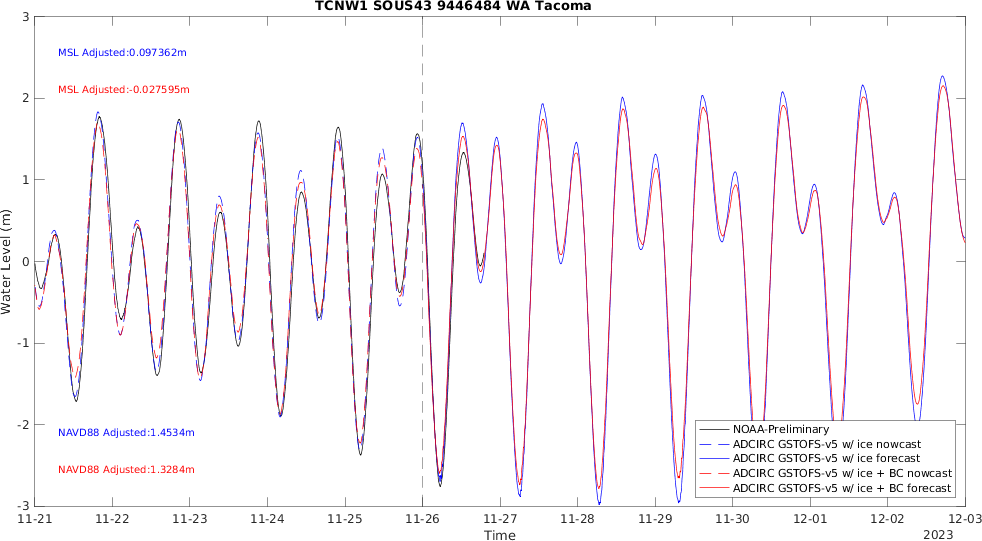 TCNW1 SOUS43 9446484 WA Tacoma
3
2
1
0
-1
-2
-3
Water Level (m)
MSL Adjusted:0.097362m
MSL Adjusted:-0.027595m
NAVD88 Adjusted:1.4534m
NAVD88 Adjusted:1.3284m
NOAA-Preliminary
ADCIRC GSTOFS-v5 w/ ice nowcast
ADCIRC GSTOFS-v5 w/ ice forecast
ADCIRC GSTOFS-v5 w/ ice + BC nowcast
ADCIRC GSTOFS-v5 w/ ice + BC forecast
11-21 11-22 11-23 11-24 11-25 11-26 11-27 11-28 11-29 11-30 12-01 12-02 12-03
Time 2023